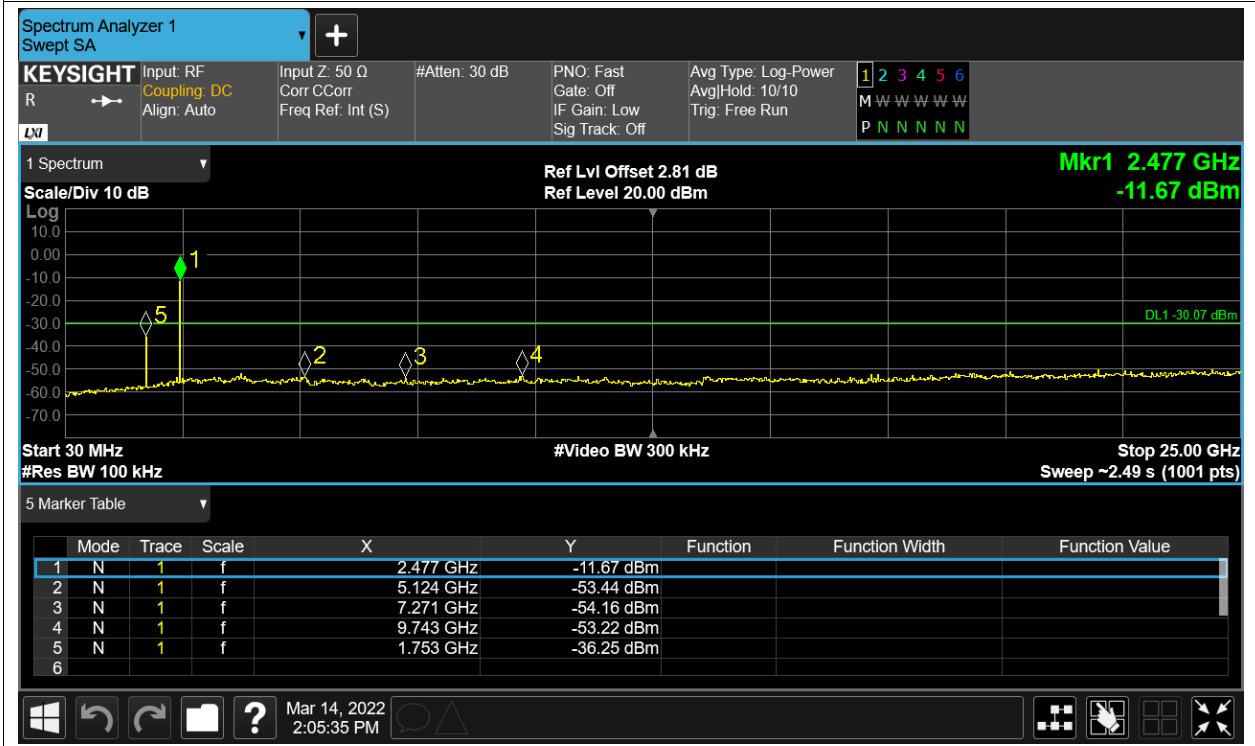 Spectrum Analyzer 1
Swept SA
+
KEYSIGHT Input: RF Input Z: 50 Ω #Atten: 30 dB PNO: Fast Avg Type: Log-Power 1 2 3 4 5 6
R Coupling: DC Corr CCorr Gate: Off Avg|Hold: 10/10 M W W W W W
Align: Auto Freq Ref: Int (S) IF Gain: Low Trig: Free Run
LXI Sig Track: Off P N N N N N
1 Spectrum Ref Lvl Offset 2.81 dB Mkr1 2.477 GHz
Scale/Div 10 dB Ref Level 20.00 dBm -11.67 dBm
Log
10.0
0.00 1
-10.0
-20.0 5
-30.0 DL1 -30.07 dBm
-40.0 2 3 4
-50.0
-60.0
-70.0
Start 30 MHz #Video BW 300 kHz Stop 25.00 GHz
#Res BW 100 kHz Sweep ~2.49 s (1001 pts)
5 Marker Table
Mode Trace Scale X Y Function Function Width Function Value
1 N 1 f 2.477 GHz -11.67 dBm
2 N 1 f 5.124 GHz -53.44 dBm
3 N 1 f 7.271 GHz -54.16 dBm
4 N 1 f 9.743 GHz -53.22 dBm
5 N 1 f 1.753 GHz -36.25 dBm
6
? Mar 14, 2022
2:05:35 PM